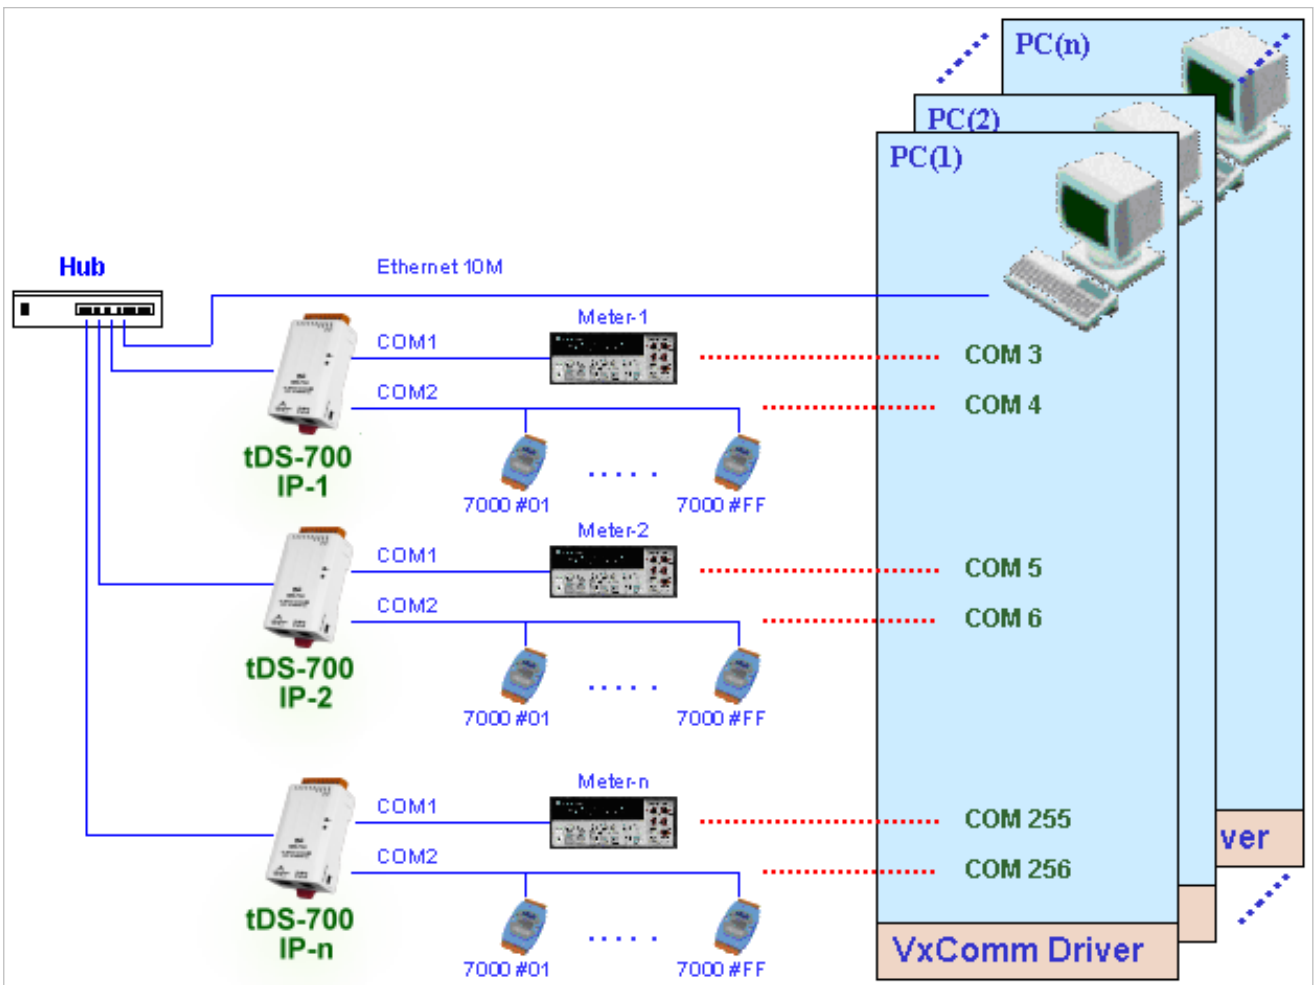 PC(n)
PC(2)
PC(1)
Hub
Ethernet 10M
Meter-1
COM1
COM 3
COM2
COM 4
tDS-700
IP-1
7000 #01
7000 #FF
Meter-2
COM1
COM 5
COM2
COM 6
tDS-700
IP-2
7000 #01
7000 #FF
Meter-n
COM1
COM 255
ver
COM2
COM 256
tDS-700
IP-n
7000 #01
7000 #FF
VxComm Driver